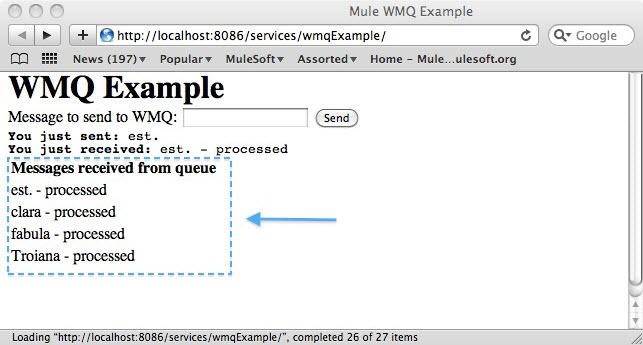 Mule WMQ Example
http://localhost:8086/services/wmqExample/
Google
News (197) Popular MuleSoft Assorted Home - Mule...ulesoft.org
WMQ Example
Message to send to WMQ: Send
You just sent: est.
You just received: est. - processed
Messages received from queue
est. - processed
clara - processed
fabula - processed
Troiana - processed
Loading "http://localhost:8086/services/wmqExample/", completed 26 of 27 items